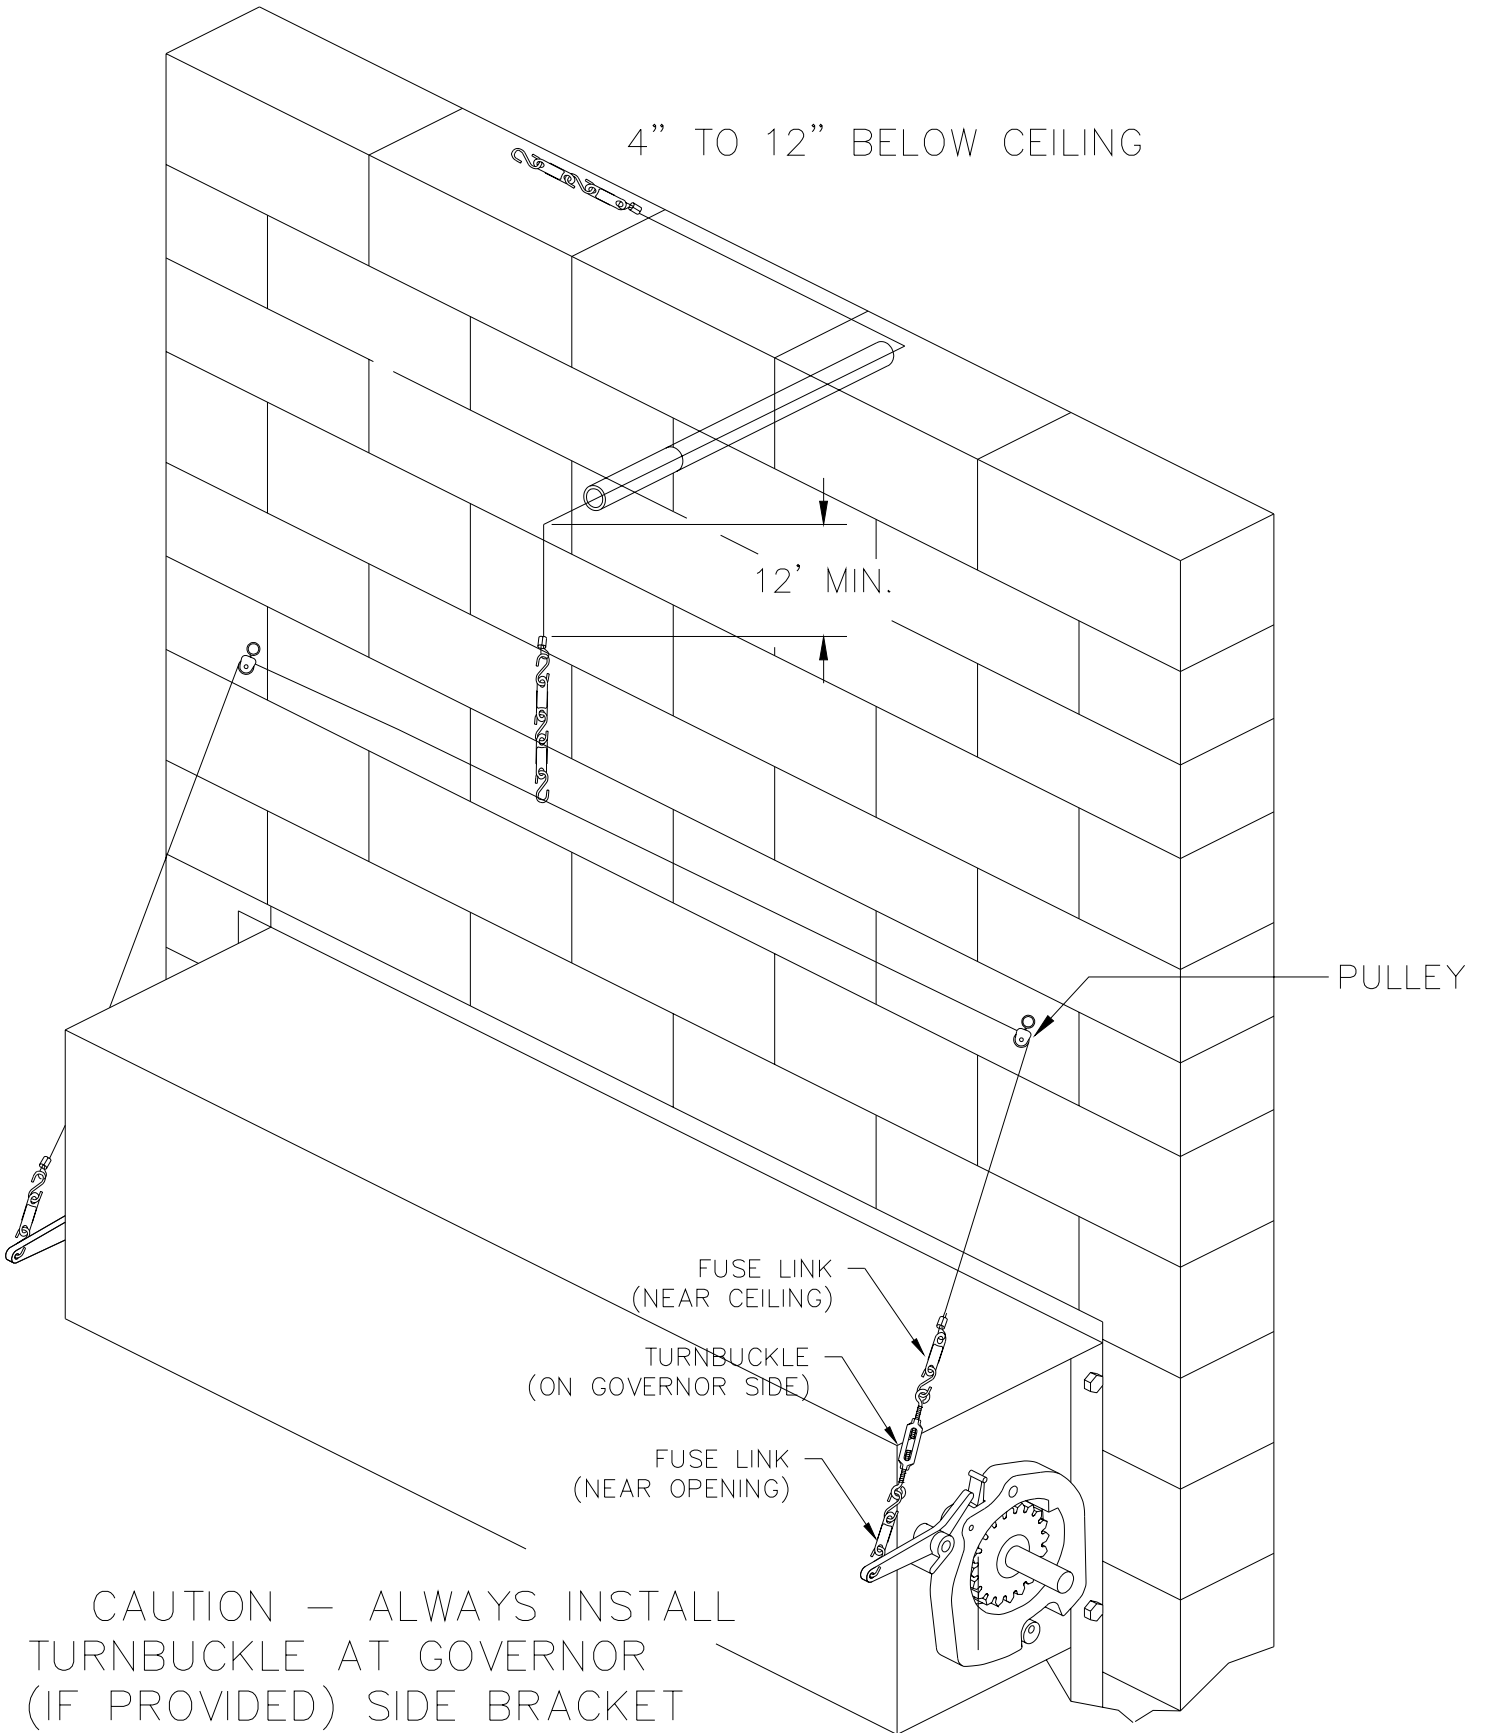 4” TO 12” BELOW CEILING
12’ MIN.
PULLEY
FUSE LINK
(NEAR CEILING)
TURNBUCKLE
(ON GOVERNOR SIDE)
FUSE LINK
(NEAR OPENING)
CAUTION – ALWAYS INSTALL
TURNBUCKLE AT GOVERNOR
(IF PROVIDED) SIDE BRACKET